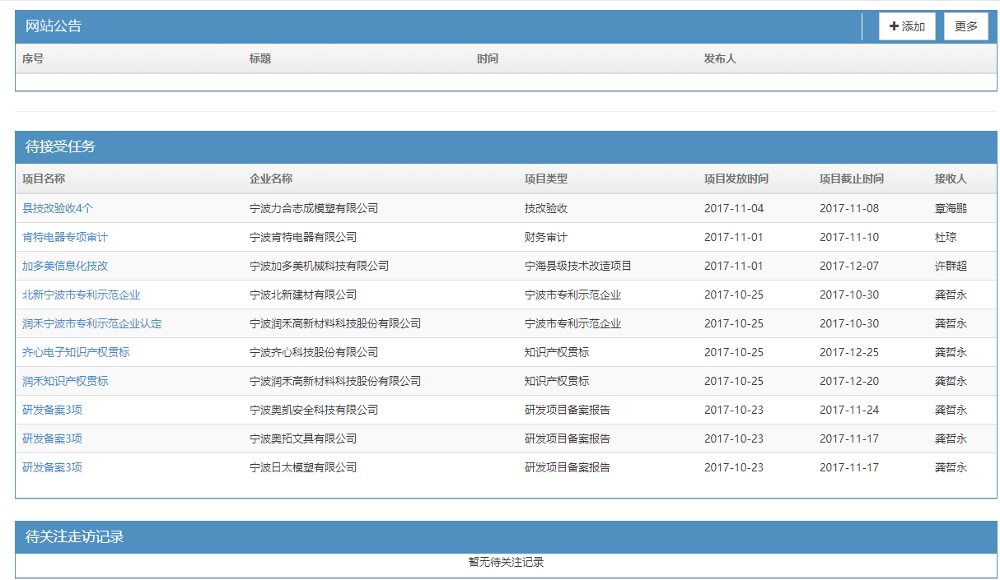 网站公告 添加 更多
序号 标题 时间 发布人
待接受任务
项目名称 企业名称 项目类型 项目发放时间 项目截止时间 接收人
县技改验收4个 宁波力合志成模塑有限公司 技改验收 2017-11-04 2017-11-08 章海鹏
肯特电器专项审计 宁波肯特电器有限公司 财务审计 2017-11-01 2017-11-10 杜琼
加多美信息化技改 宁波加多美机械科技有限公司 宁海县级技术改造项目 2017-11-01 2017-12-07 许群超
北新宁波市专利示范企业 宁波北新建材有限公司 宁波市专利示范企业 2017-10-25 2017-10-30 龚哲永
润禾宁波市专利示范企业认定 宁波润禾高新材料科技股份有限公司 宁波市专利示范企业 2017-10-25 2017-10-30 龚哲永
齐心电子知识产权贯标 宁波齐心科技股份有限公司 知识产权贯标 2017-10-25 2017-12-25 龚哲永
润禾知识产权贯标 宁波润禾高新材料科技股份有限公司 知识产权贯标 2017-10-25 2017-12-20 龚哲永
研发备案3项 宁波奥凯安全科技有限公司 研发项目备案报告 2017-10-23 2017-11-24 龚哲永
研发备案3项 宁波奥拓文具有限公司 研发项目备案报告 2017-10-23 2017-11-17 龚哲永
研发备案3项 宁波日太模塑有限公司 研发项目备案报告 2017-10-23 2017-11-17 龚哲永
待关注走访记录
暂无待关注记录